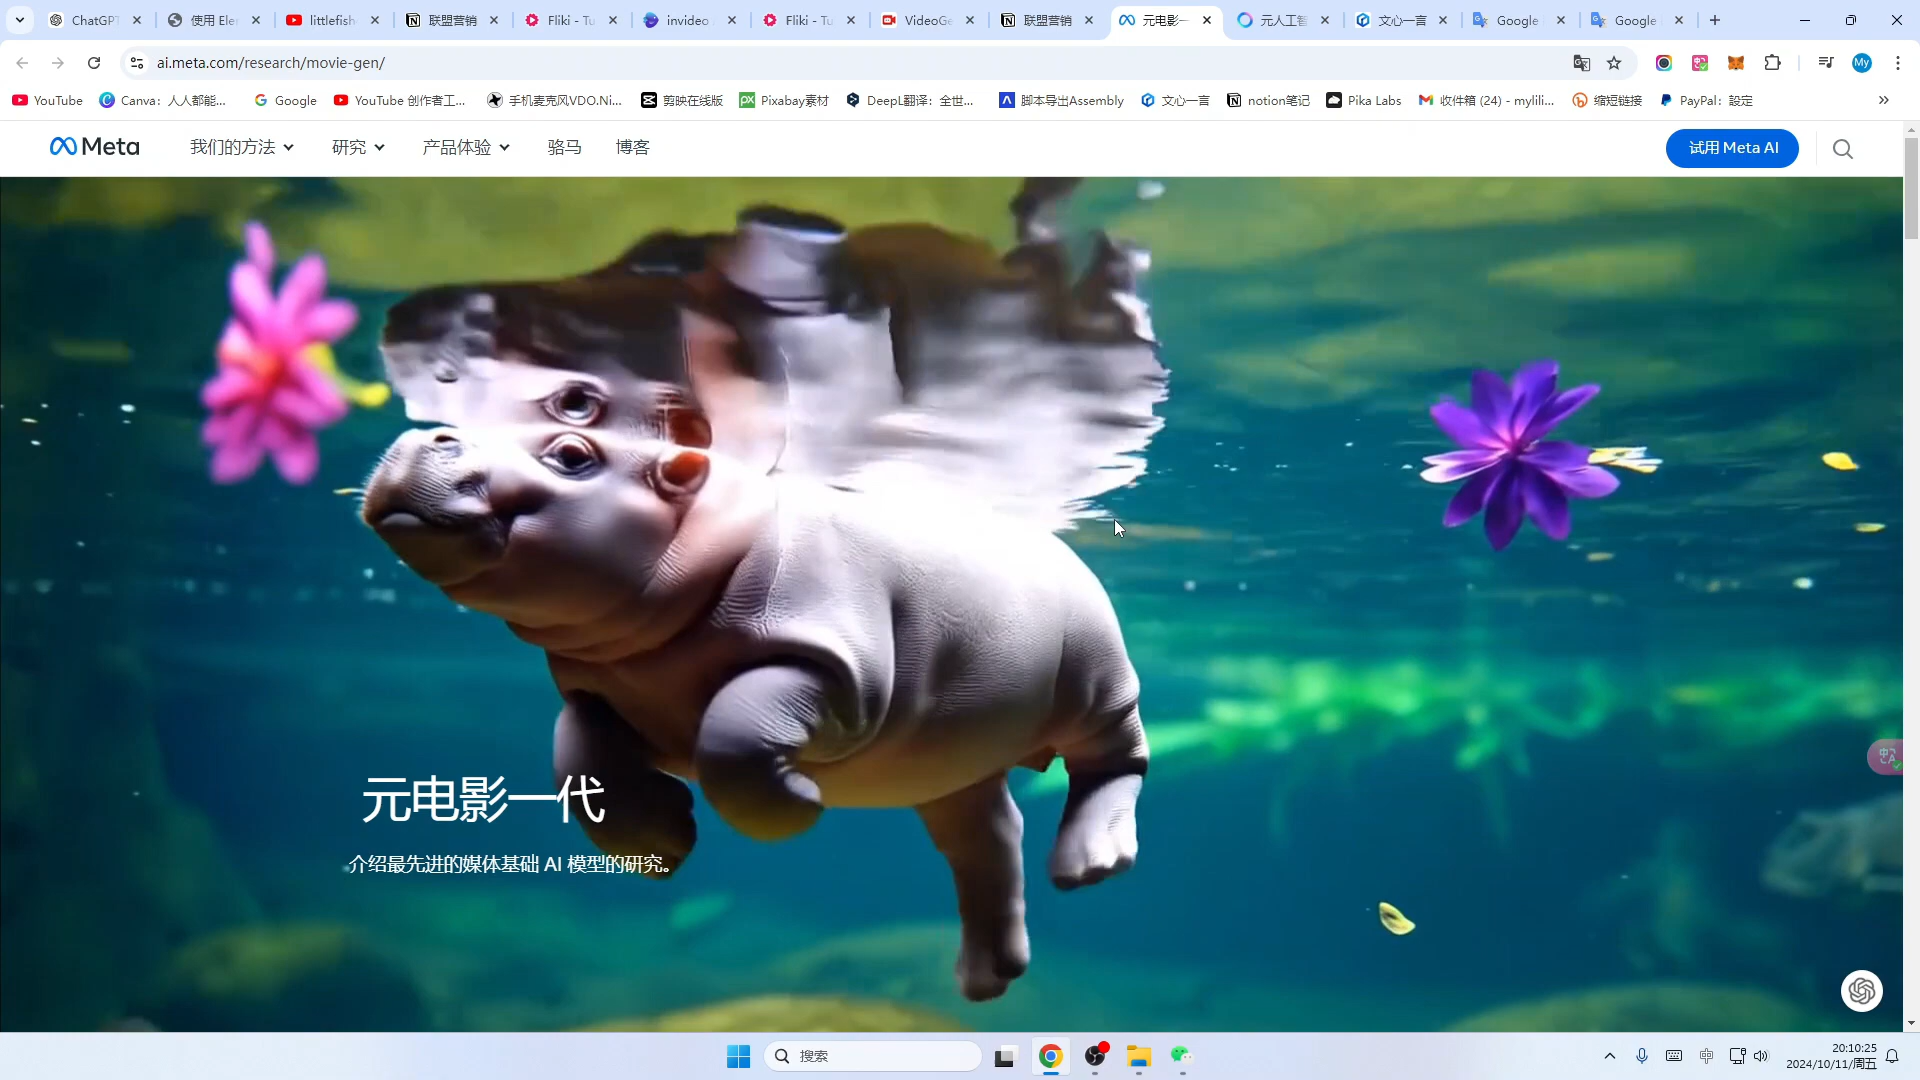 ChatGPT
使用 Ele
littlefish
联盟营销
Fliki - Tu
invideo
Fliki - Tu
VideoGe
联盟营销
元电影一
元人工智
文心一言
Google
Google
ai.meta.com/research/movie-gen/
My
YouTube
Canva：人人都能...
Google
YouTube 创作者工...
手机麦克风VDO.Ni...
剪映在线版
Pixabay素材
DeepL翻译：全世...
脚本导出Assembly
文心一言
notion笔记
Pika Labs
收件箱 (24) - mylili...
缩短链接
PayPal：設定
Meta
我们的方法
研究
产品体验
骆马
博客
试用 Meta AI
元电影一代
介绍最先进的媒体基础 AI 模型的研究。
搜索
中
20:10:25
2024/10/11/周五